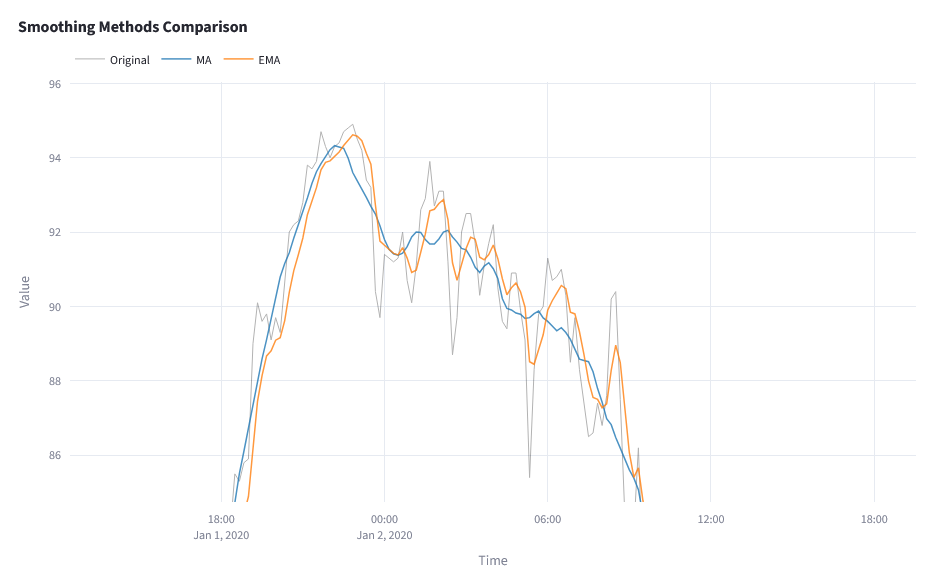 Smoothing Methods Comparison
Original MA EMA
96
94
92
90
88
86
Value
18:00 00:00 06:00 12:00 18:00
Jan 1, 2020 Jan 2, 2020
Time